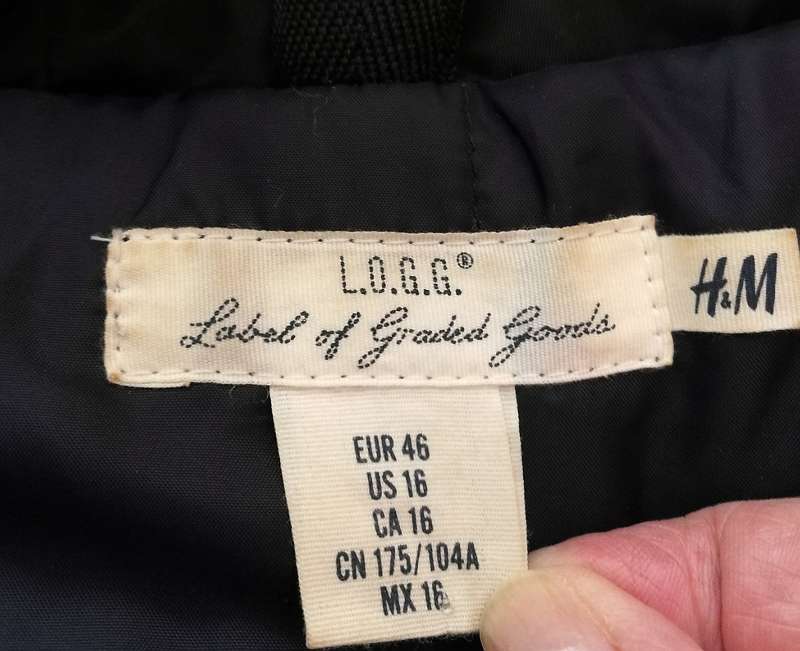 L.O.G.G.®
Label of Graded Goods
H&M
EUR 46
US 16
CA 16
CN 175/104A
MX 16